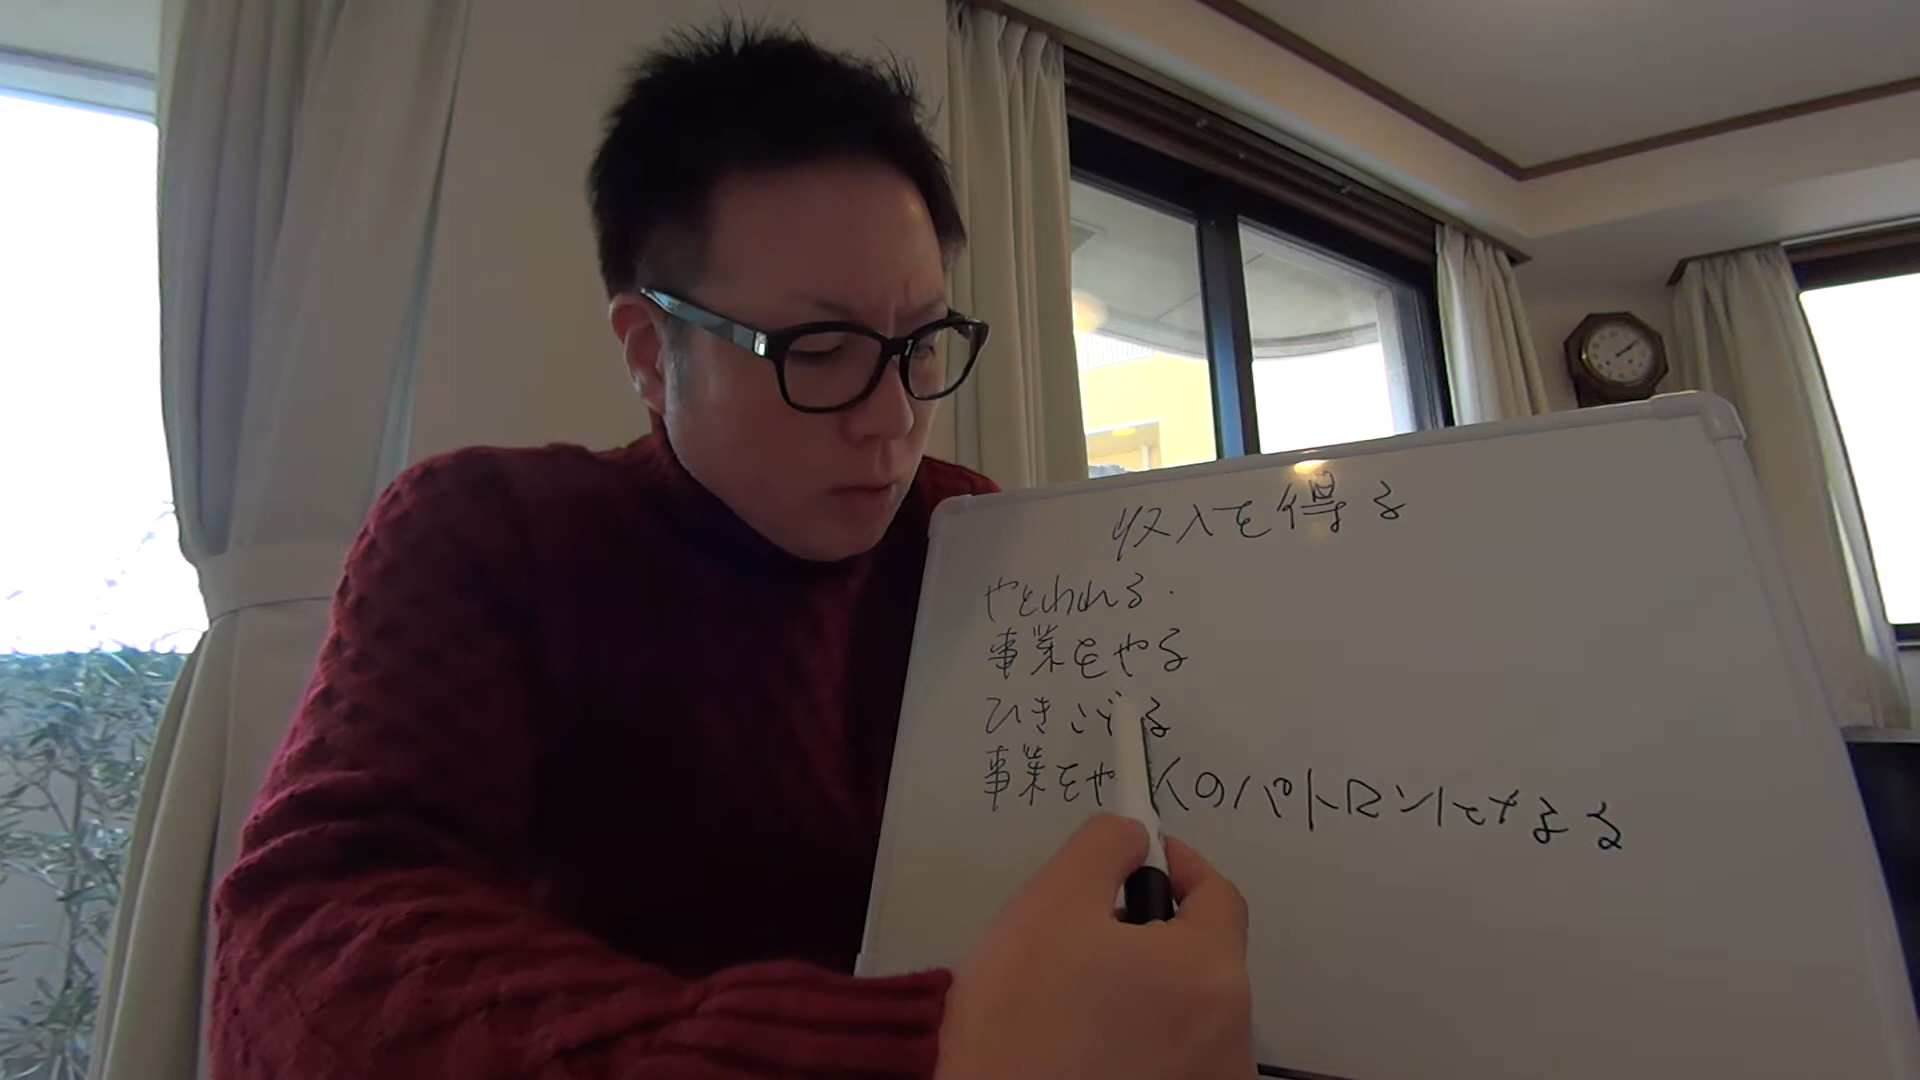 収入を得る
やとわれる.
事業をやる
ひきこもる
事業をや 人のパトロンになる